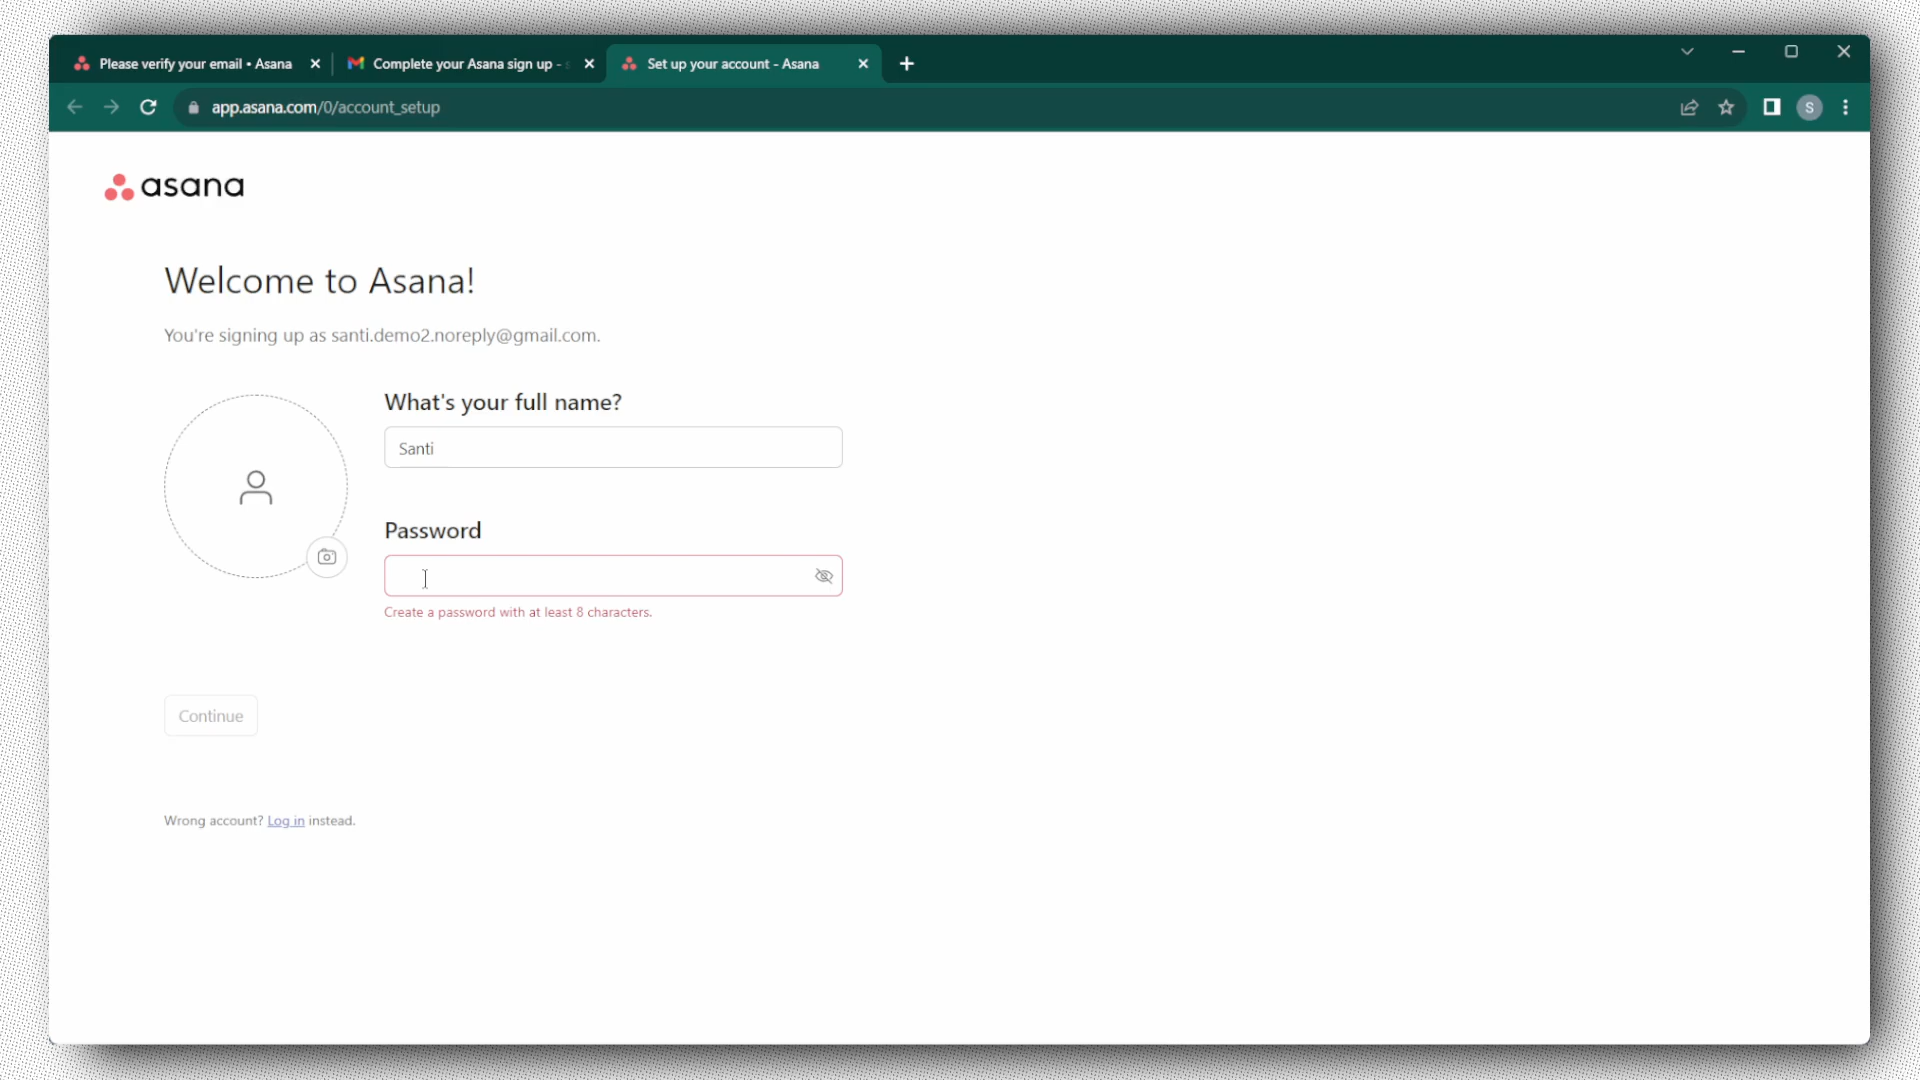 Please verify your email • Asana
Complete your Asana sign up -
Set up your account - Asana
app.asana.com/0/account_setup
S
asana
Welcome to Asana!
You're signing up as santi.demo2.noreply@gmail.com.
What's your full name?
Santi
Password
Create a password with at least 8 characters.
Continue
Wrong account? Log in instead.